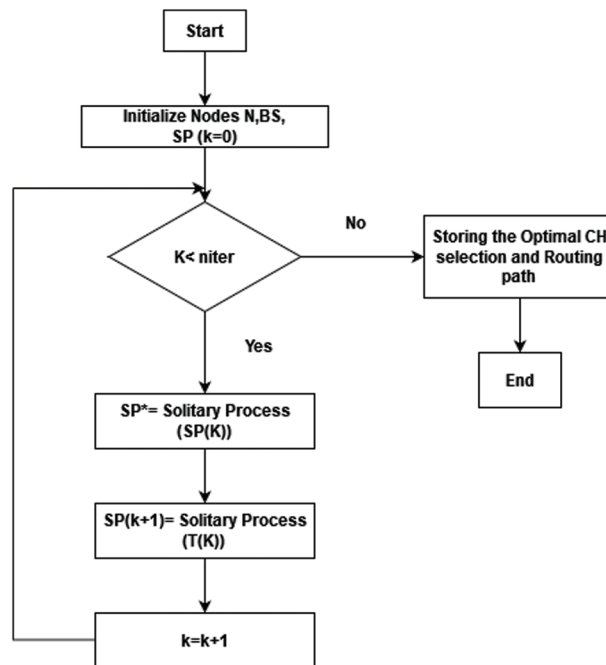 Start
Initialize Nodes N,BS,
SP (k=0)
K< niter
No
Storing the Optimal CH
selection and Routing
path
End
Yes
SP*= Solitary Process
(SP(K))
SP(k+1)= Solitary Process
(T(K))
k=k+1